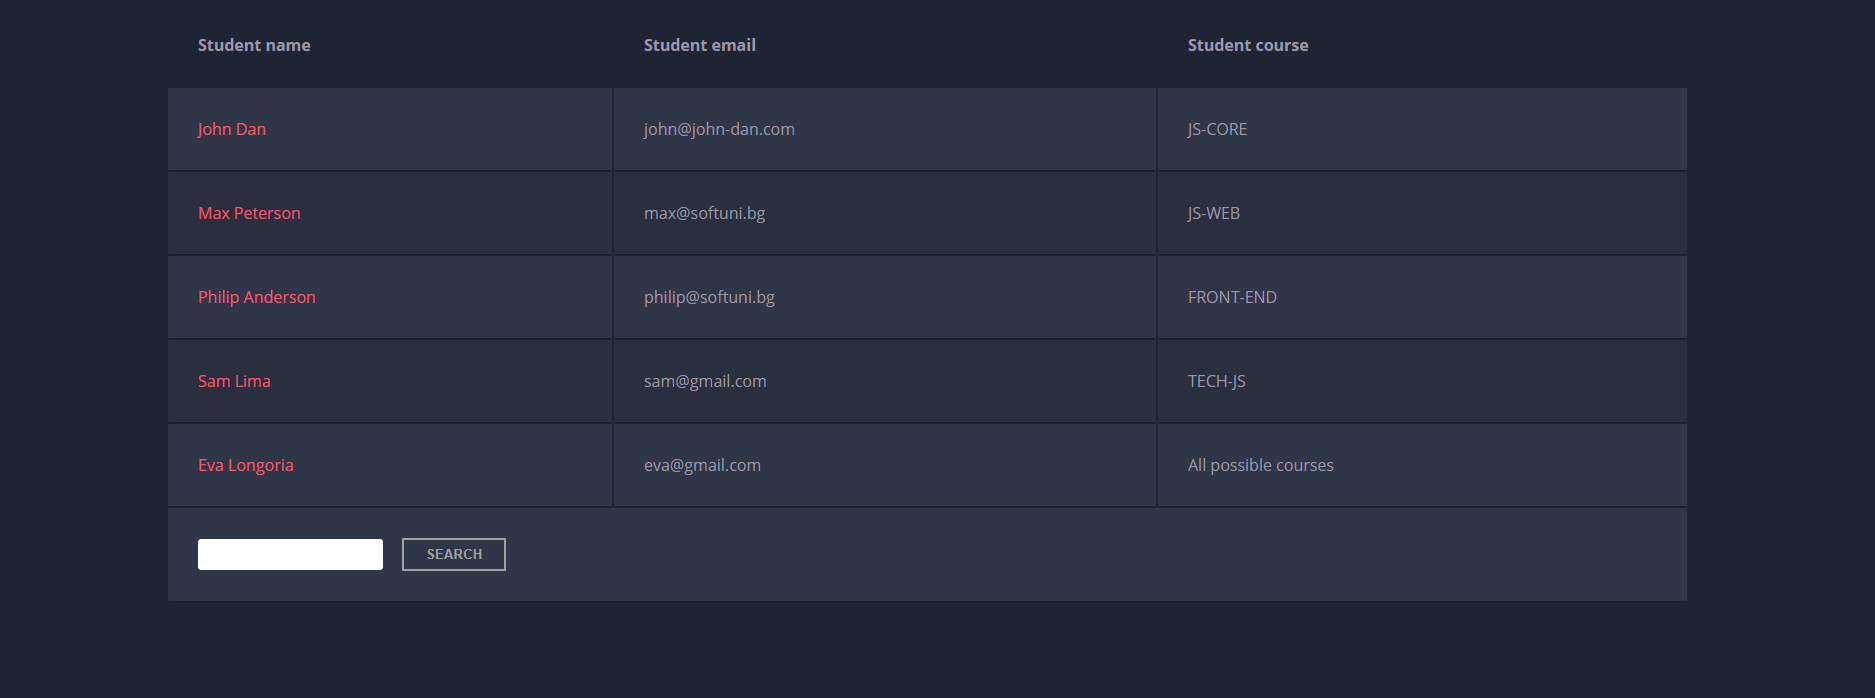 Student name Student email Student course
John Dan john@john-dan.com JS-CORE
Max Peterson max@softuni.bg JS-WEB
Philip Anderson philip@softuni.bg FRONT-END
Sam Lima sam@gmail.com TECH-JS
Eva Longoria eva@gmail.com All possible courses
SEARCH